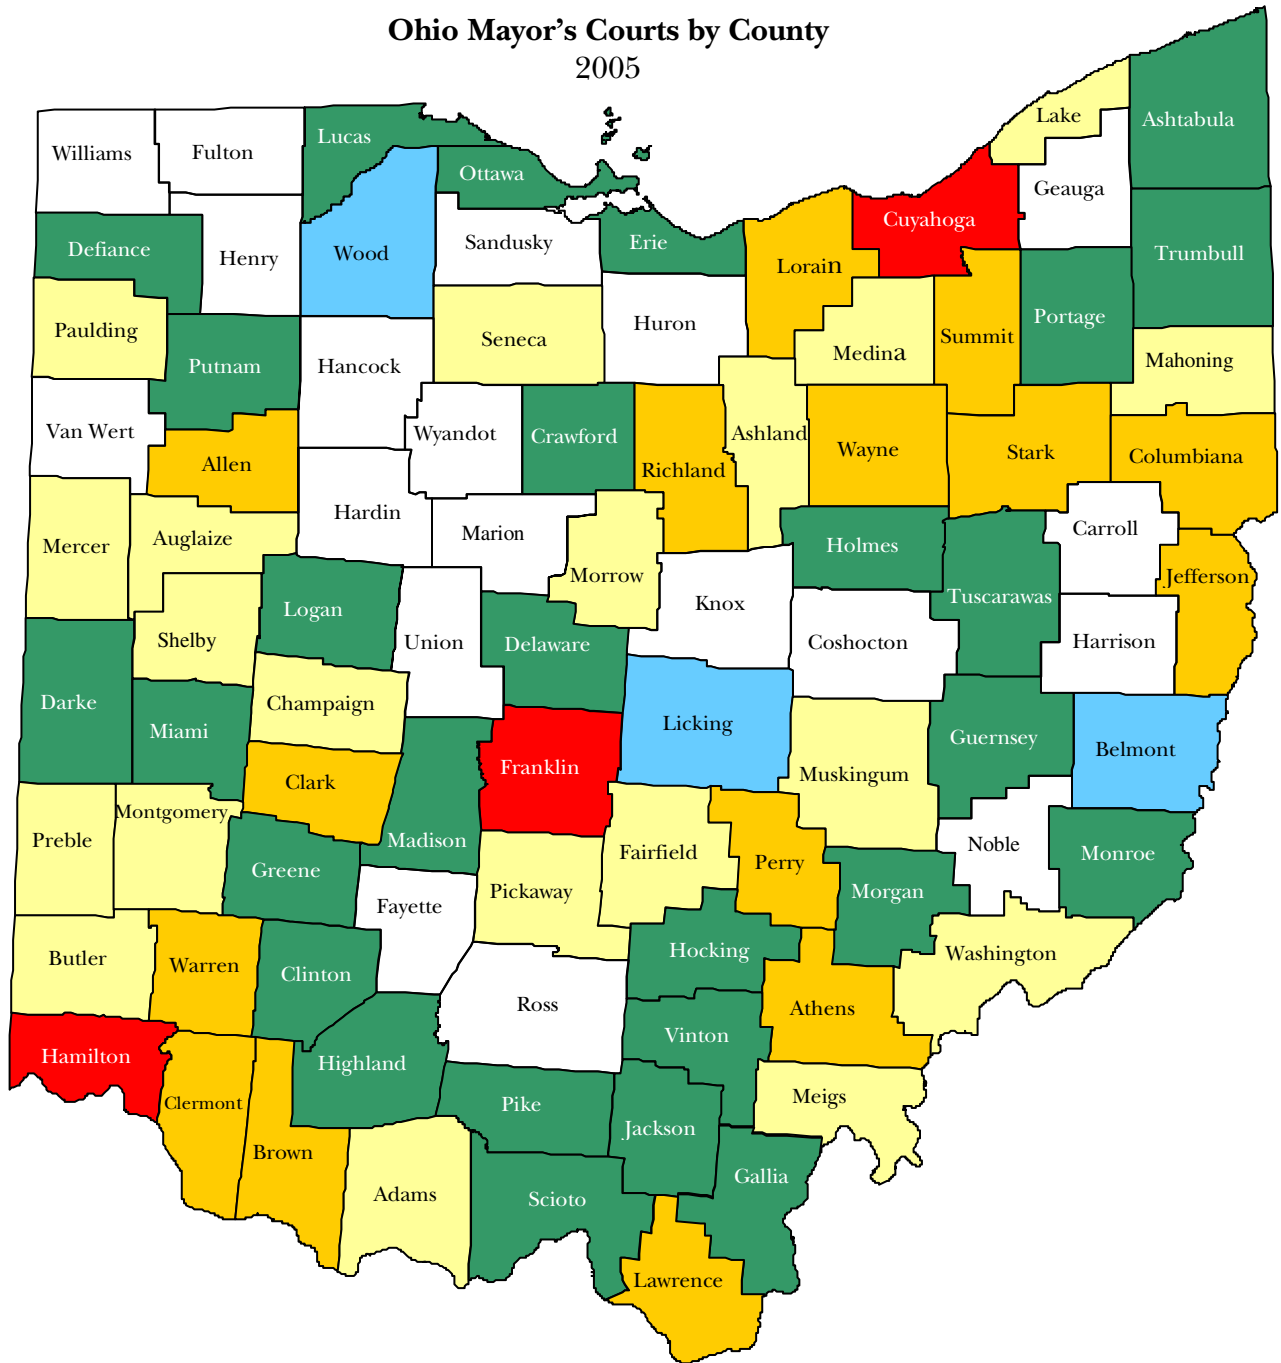 Ohio Mayor's Courts by County
2005
Lake
Ashtabula
Lucas
Williams
Fulton
Ottawa
Geauga
Cuyahoga
Defiance
Henry
Wood
Sandusky
Erie
Lorain
Trumbull
Paulding
Seneca
Huron
Summit
Portage
Putnam
Hancock
Medina
Mahoning
Van Wert
Wyandot
Crawford
Ashland
Wayne
Stark
Columbiana
Allen
Richland
Hardin
Marion
Carroll
Mercer
Auglaize
Holmes
Morrow
Jefferson
Logan
Knox
Tuscarawas
Shelby
Union
Delaware
Coshocton
Harrison
Darke
Champaign
Miami
Licking
Guernsey
Belmont
Clark
Franklin
Muskingum
Montgomery
Preble
Madison
Fairfield
Perry
Noble
Monroe
Greene
Pickaway
Morgan
Fayette
Butler
Warren
Clinton
Hocking
Washington
Ross
Athens
Hamilton
Highland
Vinton
Clermont
Pike
Jackson
Meigs
Brown
Adams
Scioto
Gallia
Lawrence